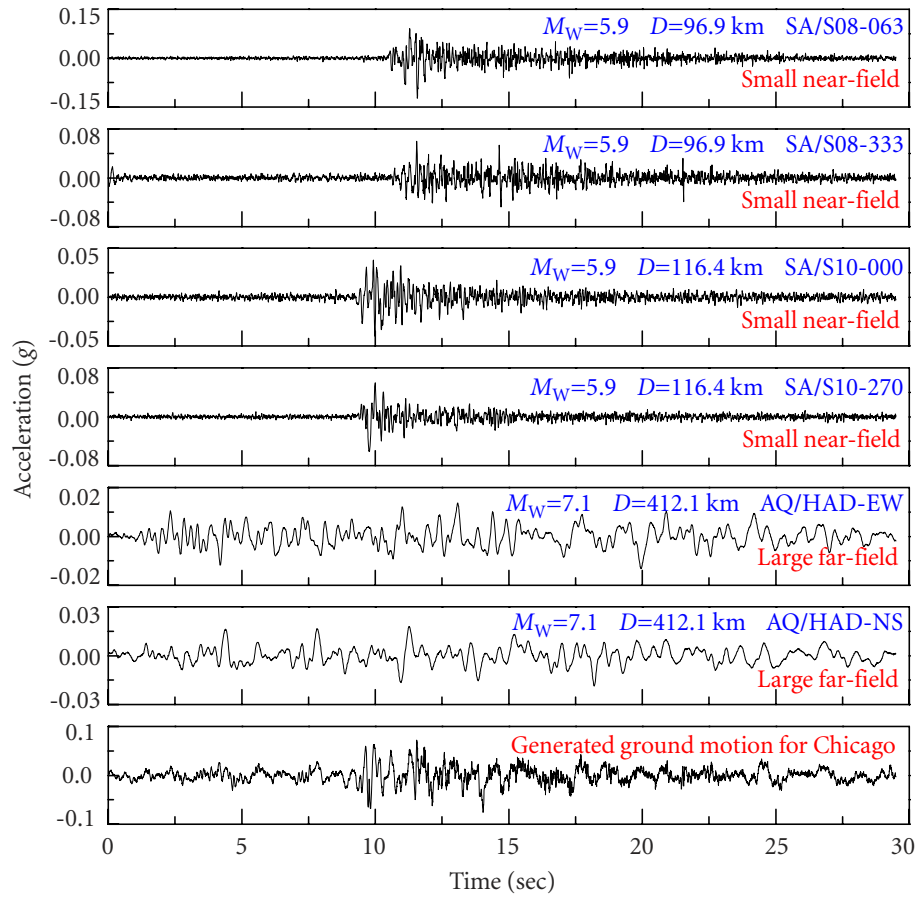 Acceleration (g)
0.15
0.00
-0.15
M_W=5.9 D=96.9 km SA/S08-063
Small near-field
0.08
0.00
-0.08
M_W=5.9 D=96.9 km SA/S08-333
Small near-field
0.05
0.00
-0.05
M_W=5.9 D=116.4 km SA/S10-000
Small near-field
0.08
0.00
-0.08
M_W=5.9 D=116.4 km SA/S10-270
Small near-field
0.02
0.00
-0.02
M_W=7.1 D=412.1 km AQ/HAD-EW
Large far-field
0.03
0.00
-0.03
M_W=7.1 D=412.1 km AQ/HAD-NS
Large far-field
0.1
0.0
-0.1
Generated ground motion for Chicago
0 5 10 15 20 25 30
Time (sec)